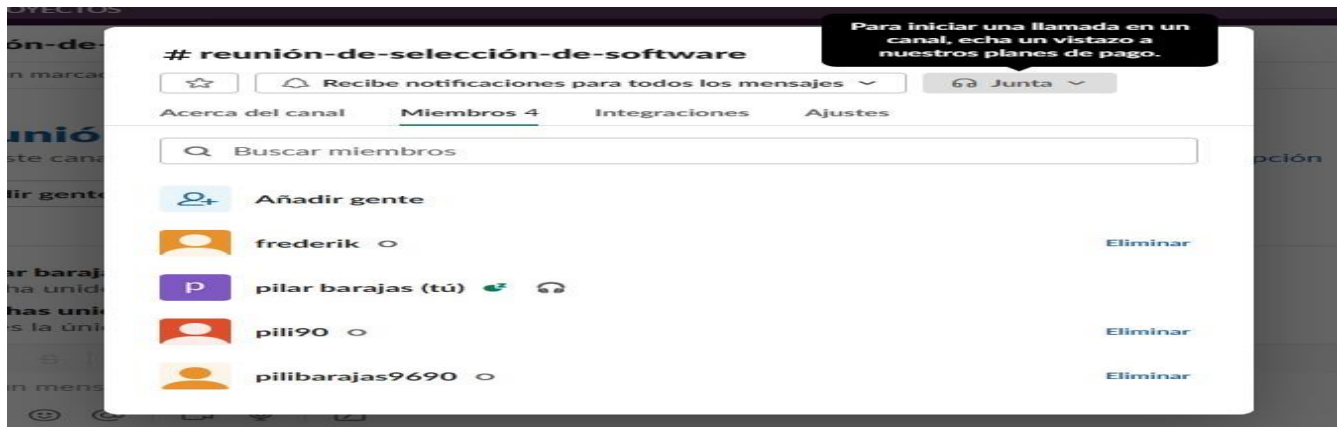 OYECTOS
Para iniciar una llamada en un
canal, echa un vistazo a
nuestros planes de pago.
ón-de-
# reunión-de-selección-de-software
n marcad
Recibe notificaciones para todos los mensajes
Junta
Acerca del canal Miembros 4 Integraciones Ajustes
unió
Buscar miembros
ste cana
pción
dir gente
Añadir gente
frederik
Eliminar
ar baraj
ha unid
P pilar barajas (tú)
has uni
s la úni
pili90
Eliminar
n mens
pilibarajas9690
Eliminar